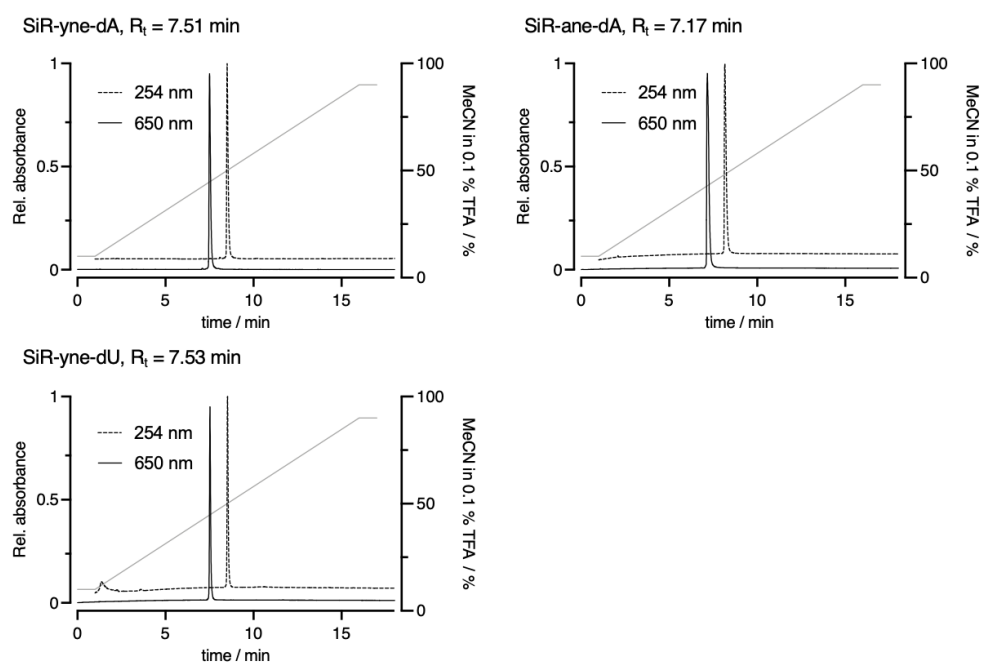 SiR-yne-dA, Rt = 7.51 min
1
0.5
0
Rel. absorbance
254 nm
650 nm
100
50
0
MeCN in 0.1 % TFA / %
0 5 10 15
time / min
SiR-ane-dA, Rt = 7.17 min
1
0.5
0
Rel. absorbance
254 nm
650 nm
100
50
0
MeCN in 0.1 % TFA / %
0 5 10 15
time / min
SiR-yne-dU, Rt = 7.53 min
1
0.5
0
Rel. absorbance
254 nm
650 nm
100
50
0
MeCN in 0.1 % TFA / %
0 5 10 15
time / min